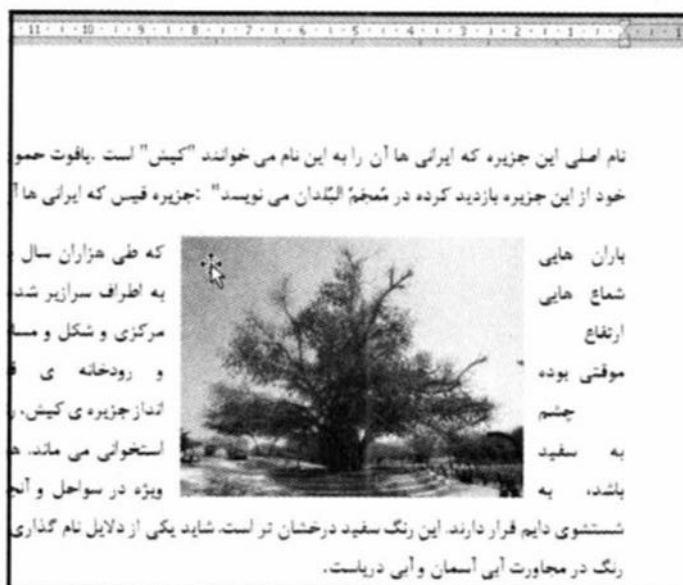 11 10 9 8 7 6 5 4 3 2 1 1
نام اصلی این جزیره که ایرانی ها آن را به این نام می خوانند "کیش" است .یاقوت حمو
خود از این جزیره بازدید کرده در مُعجَمُ البُلدان می نویسد" :جزیره قیس که ایرانی ها آ
باران هایی که طی هزاران سال
شماع هایی به اطراف سرازیر شد
ارتفاع مرکزی و شکل و مسا
موقتی بوده و رودخانه ی ف
چشم انداز جزیره ی کیش، ر
به سفید استخوانی می ماند. ه
باشد، به ویژه در سواحل و آنج
شستشوی دایم قرار دارند. این رنگ سفید درخشان تر است. شاید یکی از دلایل نام گذاری
رنگ در مجاورت آبی آسمان و آبی دریاست.